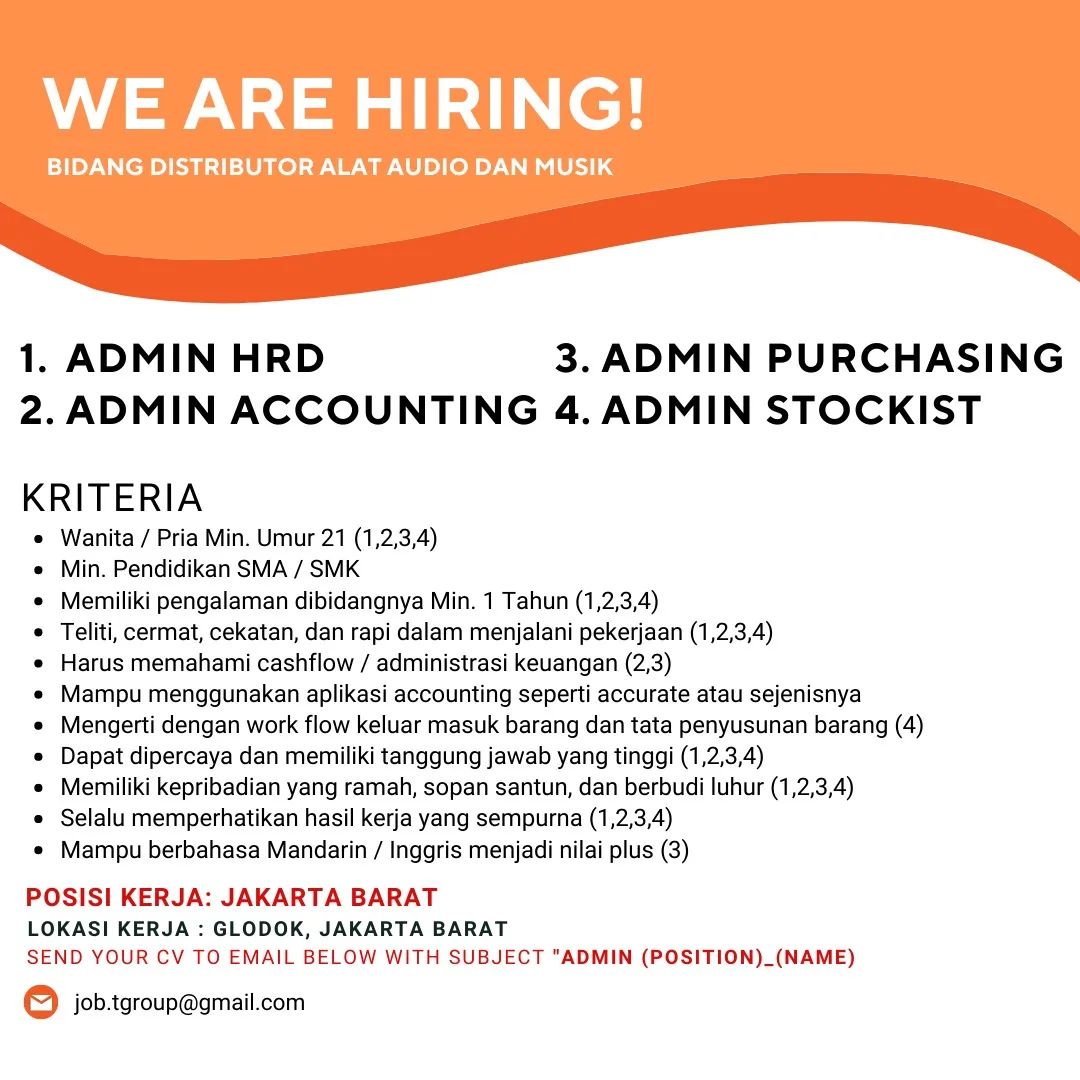 WE ARE HIRING!
BIDANG DISTRIBUTOR ALAT AUDIO DAN MUSIK
1. ADMIN HRD
2. ADMIN ACCOUNTING
3. ADMIN PURCHASING
4. ADMIN STOCKIST
KRITERIA
• Wanita / Pria Min. Umur 21 (1,2,3,4)
• Min. Pendidikan SMA / SMK
• Memiliki pengalaman dibidangnya Min. 1 Tahun (1,2,3,4)
• Teliti, cermat, cekatan, dan rapi dalam menjalani pekerjaan (1,2,3,4)
• Harus memahami cashflow / administrasi keuangan (2,3)
• Mampu menggunakan aplikasi accounting seperti accurate atau sejenisnya
• Mengerti dengan work flow keluar masuk barang dan tata penyusunan barang (4)
• Dapat dipercaya dan memiliki tanggung jawab yang tinggi (1,2,3,4)
• Memiliki kepribadian yang ramah, sopan santun, dan berbudi luhur (1,2,3,4)
• Selalu memperhatikan hasil kerja yang sempurna (1,2,3,4)
• Mampu berbahasa Mandarin / Inggris menjadi nilai plus (3)
POSISI KERJA: JAKARTA BARAT
LOKASI KERJA : GLODOK, JAKARTA BARAT
SEND YOUR CV TO EMAIL BELOW WITH SUBJECT "ADMIN (POSITION)_(NAME)
job.tgroup@gmail.com